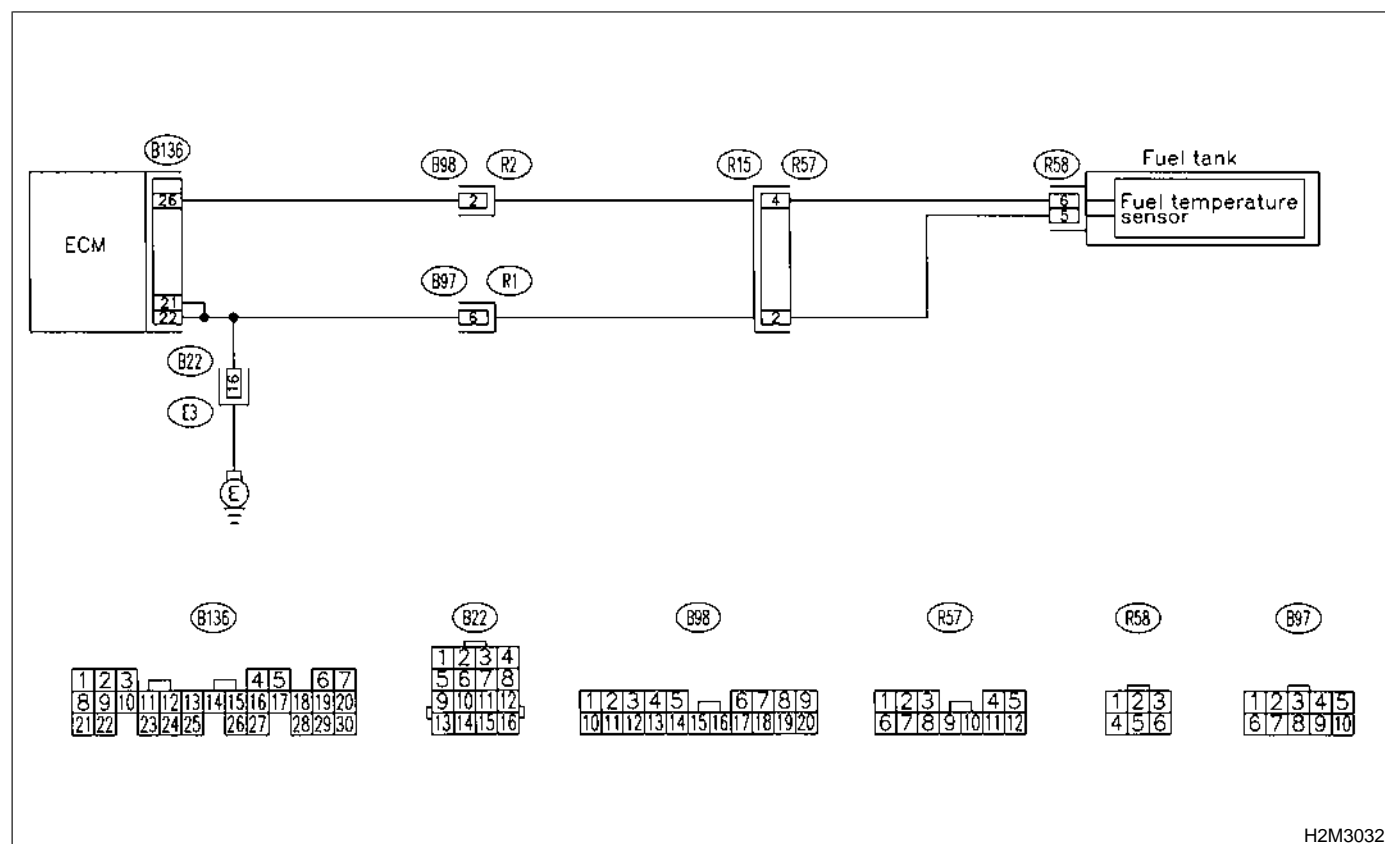 B136
B98
R2
R15
R57
R58
Fuel tank
26
2
4
6
Fuel temperature
5
sensor
ECM
B97
R1
21
22
6
2
B22
16
E3
E
B136
B22
B98
R57
R58
B97
1 2 3 4 5 6 7
8 9 10 11 12 13 14 15 16 17 18 19 20
21 22 23 24 25 26 27 28 29 30
1 2 3 4
5 6 7 8
9 10 11 12
13 14 15 16
1 2 3 4 5 6 7 8 9
10 11 12 13 14 15 16 17 18 19 20
1 2 3 4 5
6 7 8 9 10 11 12
1 2 3
4 5 6
1 2 3 4 5
6 7 8 9 10
H2M3032